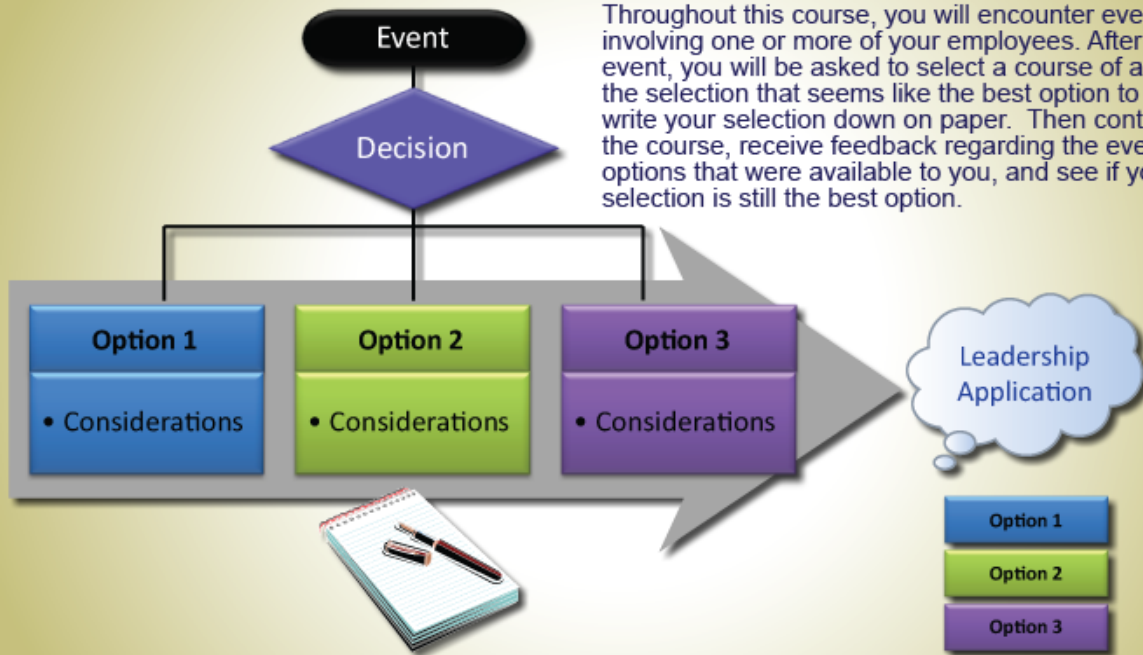 Event
Throughout this course, you will encounter eve
involving one or more of your employees. After
event, you will be asked to select a course of a
the selection that seems like the best option to
write your selection down on paper. Then cont
the course, receive feedback regarding the eve
options that were available to you, and see if yo
selection is still the best option.
Decision
Option 1
Option 2
Option 3
• Considerations
• Considerations
• Considerations
Leadership
Application
Option 1
Option 2
Option 3